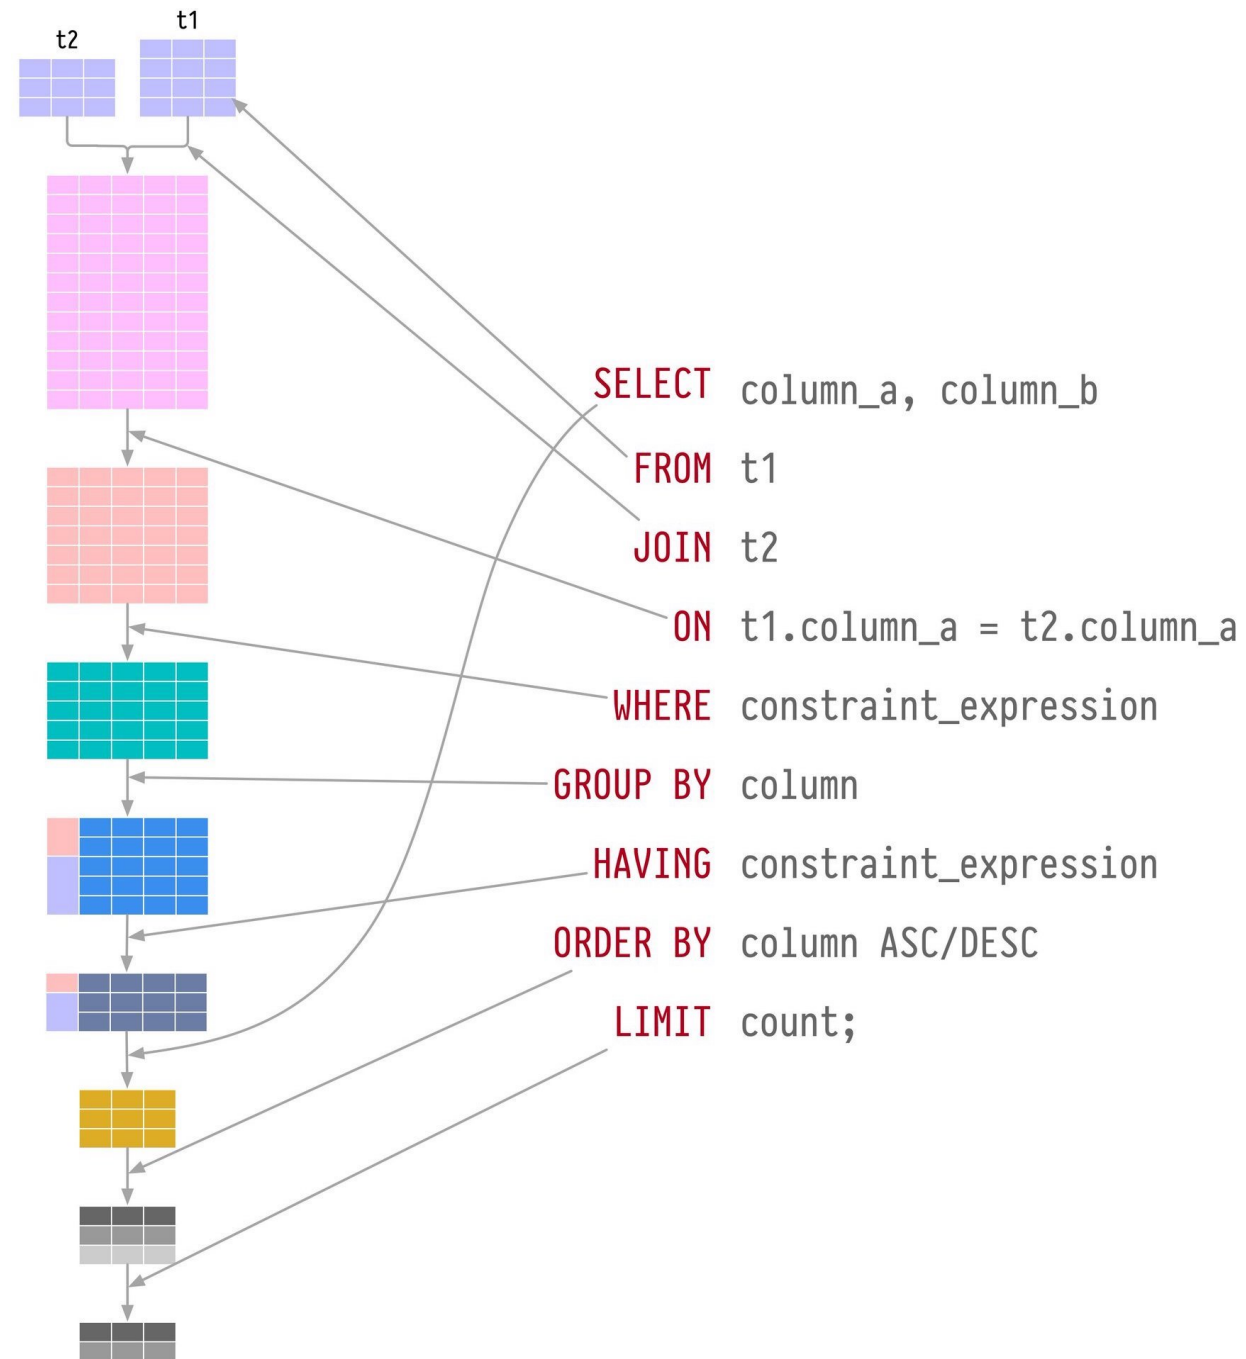 t1
t2
SELECT column_a, column_b
FROM t1
JOIN t2
ON t1.column_a = t2.column_a
WHERE constraint_expression
GROUP BY column
HAVING constraint_expression
ORDER BY column ASC/DESC
LIMIT count;